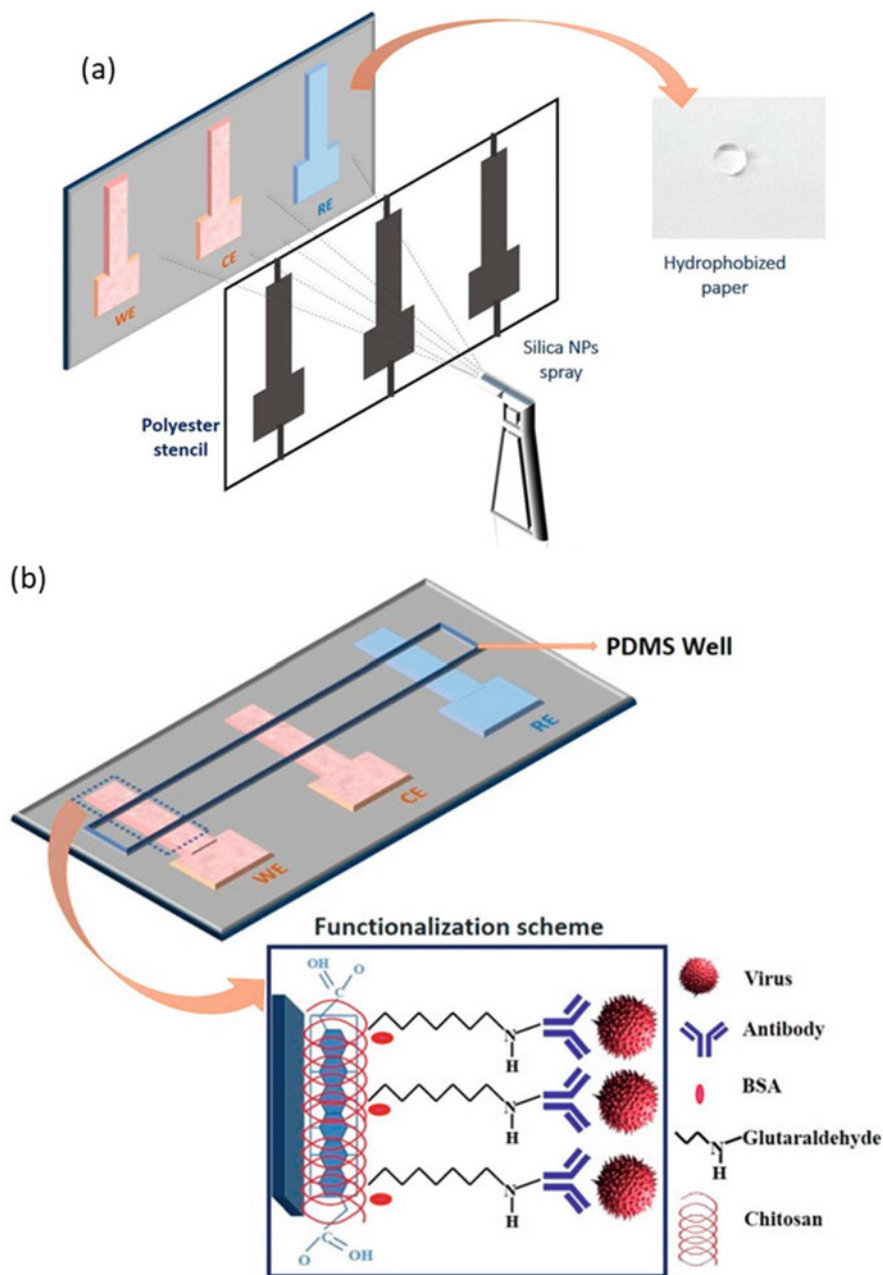 (a)
RE
CE
WE
Hydrophobized
paper
Silica NPs
spray
Polyester
stencil
(b)
PDMS Well
RE
CE
WE
Functionalization scheme
OH
O
C
N
H
N
H
N
H
C
O
OH
Virus
Antibody
BSA
N
H
Glutaraldehyde
Chitosan